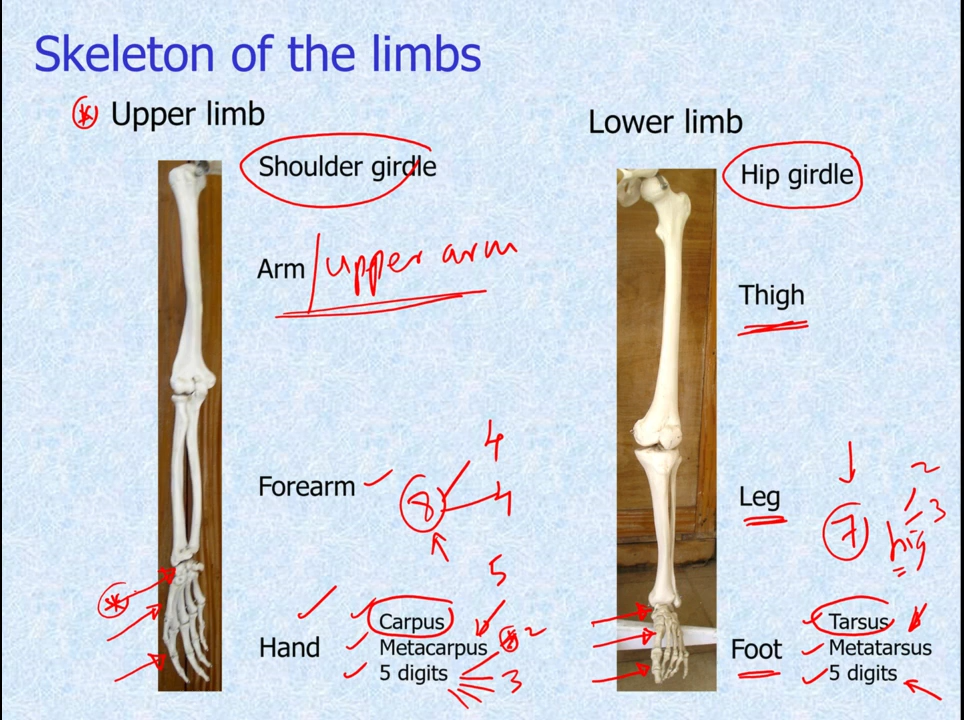 Skeleton of the limbs
Upper limb
Shoulder girdle
Arm / upper arm
Forearm
8
4
4
Hand
Carpus
Metacarpus
5 digits
5
2
3
Lower limb
Hip girdle
Thigh
Leg
7
big
2
3
Foot
Tarsus
Metatarsus
5 digits